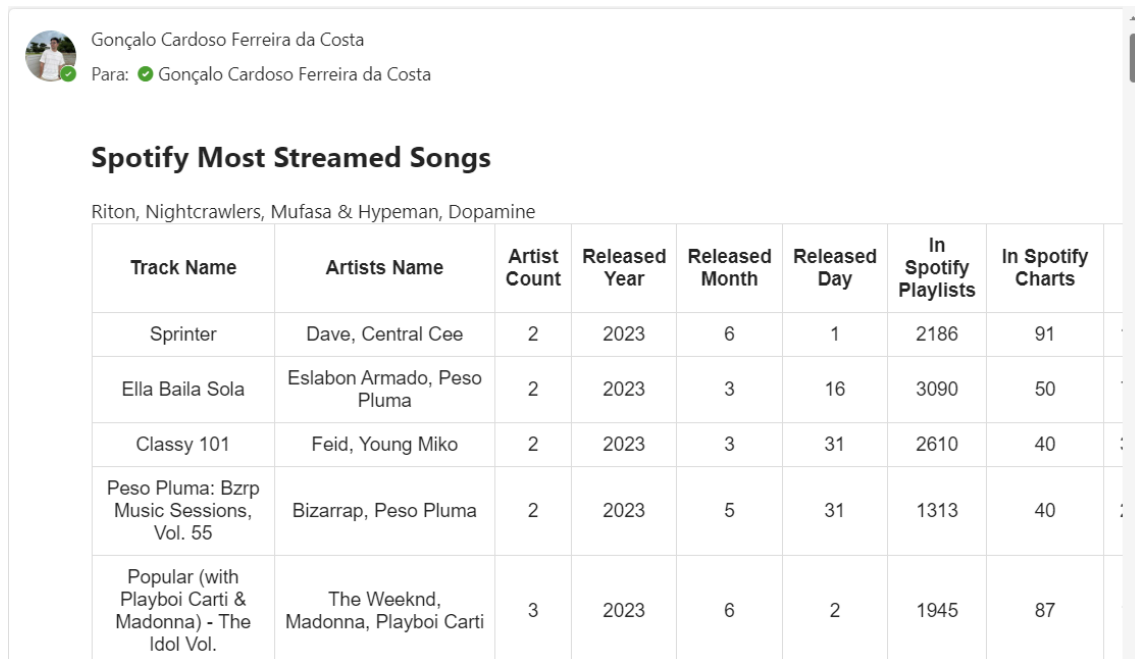 Gonçalo Cardoso Ferreira da Costa
Para: Gonçalo Cardoso Ferreira da Costa
Spotify Most Streamed Songs
Riton, Nightcrawlers, Mufasa & Hypeman, Dopamine
Track Name Artists Name Artist Count Released Year Released Month Released Day In Spotify Playlists In Spotify Charts
Sprinter Dave, Central Cee 2 2023 6 1 2186 91
Ella Baila Sola Eslabon Armado, Peso Pluma 2 2023 3 16 3090 50
Classy 101 Feid, Young Miko 2 2023 3 31 2610 40
Peso Pluma: Bzrp Music Sessions, Vol. 55 Bizarrap, Peso Pluma 2 2023 5 31 1313 40
Popular (with Playboi Carti & Madonna) - The Idol Vol. The Weeknd, Madonna, Playboi Carti 3 2023 6 2 1945 87